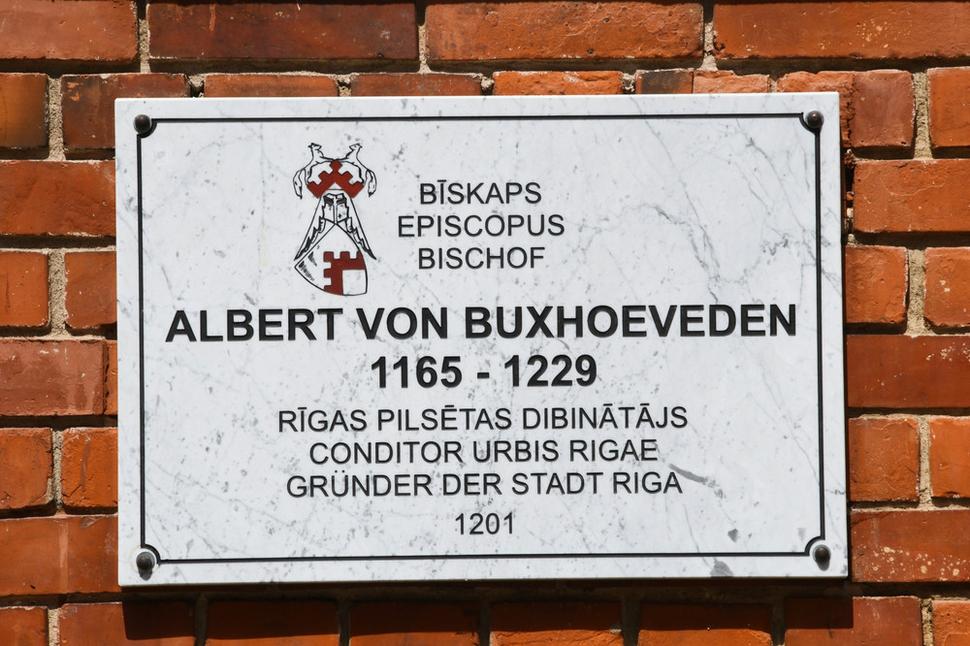 BĪSKAPS
EPISCOPUS
BISCHOF
ALBERT VON BUXHOEVEDEN
1165 - 1229
RĪGAS PILSĒTAS DIBINĀTĀJS
CONDITOR URBIS RIGAE
GRÜNDER DER STADT RIGA
1201